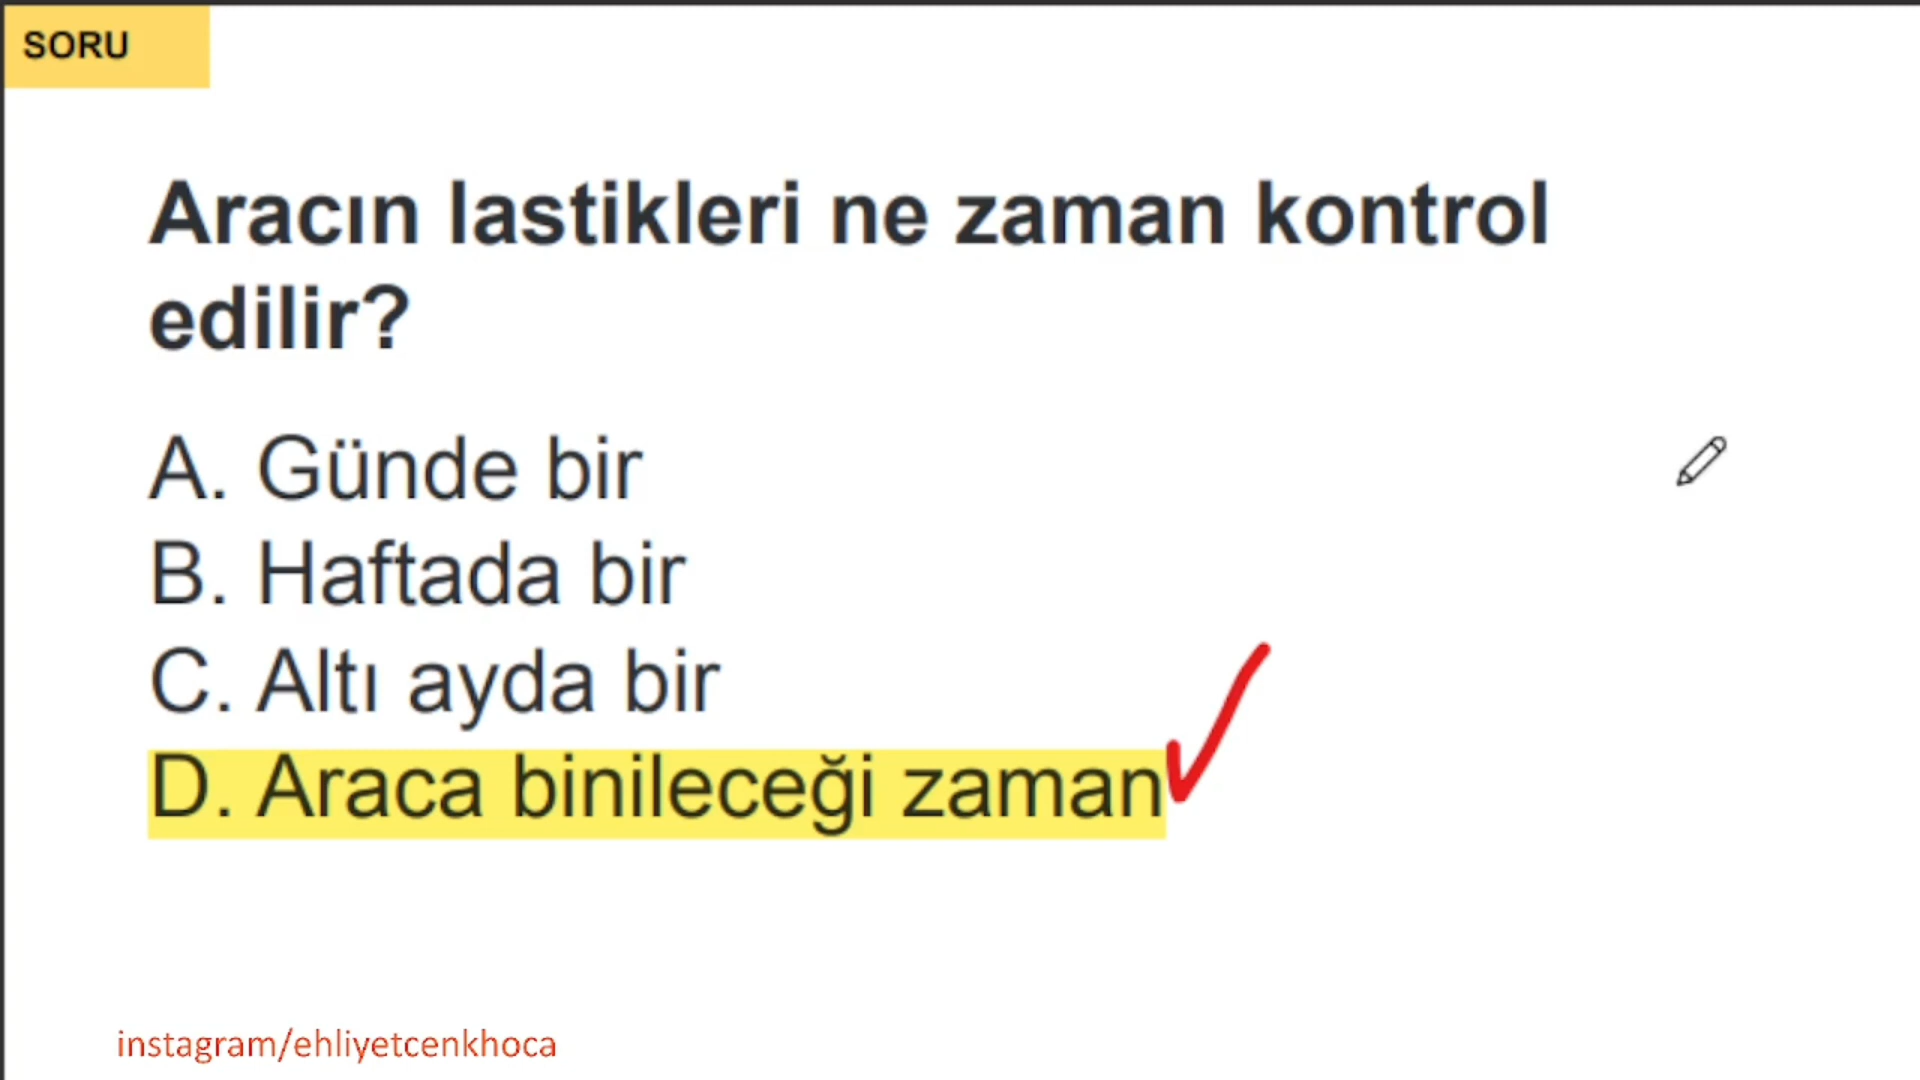 SORU
Aracın lastikleri ne zaman kontrol
edilir?
A. Günde bir
B. Haftada bir
C. Altı ayda bir
D. Araca binileceği zaman
instagram/ehliyetcenkhoca